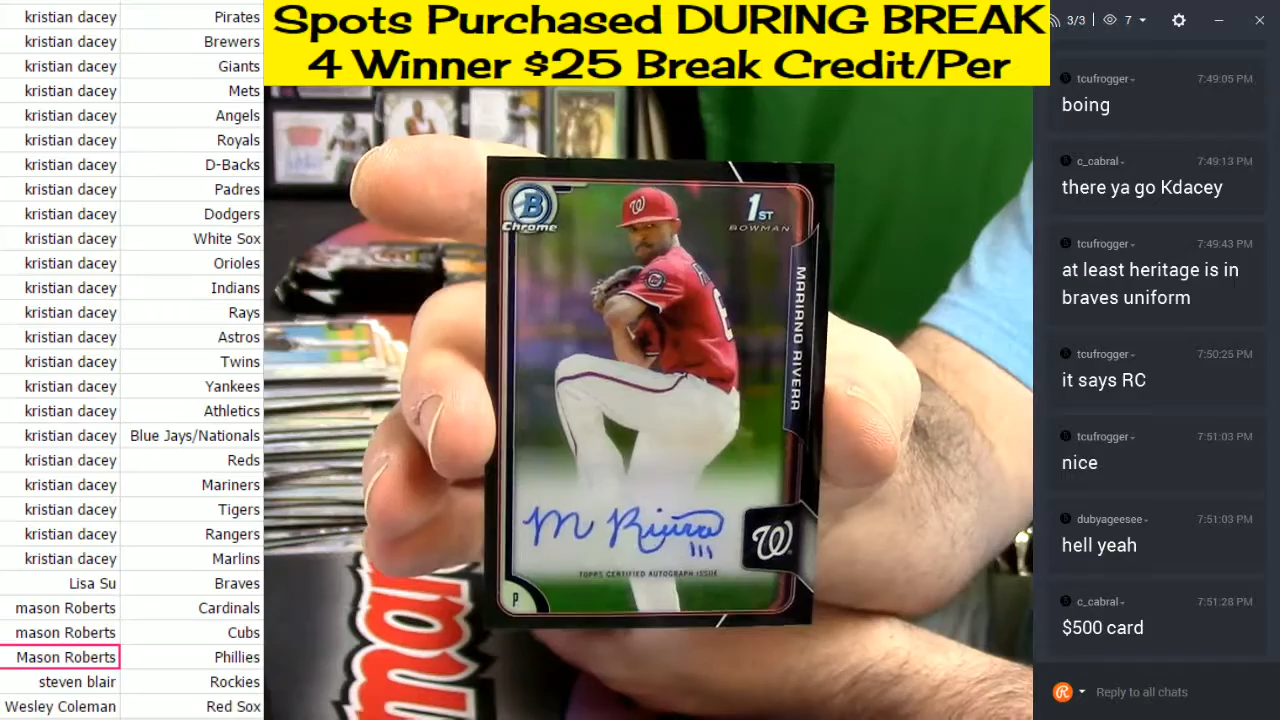 Spots Purchased DURING BREAK
4 Winner $25 Break Credit/Per
kristian dacey Pirates
kristian dacey Brewers
kristian dacey Giants
kristian dacey Mets
kristian dacey Angels
kristian dacey Royals
kristian dacey D-Backs
kristian dacey Padres
kristian dacey Dodgers
kristian dacey White Sox
kristian dacey Orioles
kristian dacey Indians
kristian dacey Rays
kristian dacey Astros
kristian dacey Twins
kristian dacey Yankees
kristian dacey Athletics
kristian dacey Blue Jays/Nationals
kristian dacey Reds
kristian dacey Mariners
kristian dacey Tigers
kristian dacey Rangers
kristian dacey Marlins
Lisa Su Braves
mason Roberts Cardinals
mason Roberts Cubs
Mason Roberts Phillies
steven blair Rockies
Wesley Coleman Red Sox
B
Chrome
1ST
BOWMAN
W
MARIANO RIVERA
M Rivera III
W
TOPPS CERTIFIED AUTOGRAPH ISSUE
P
3/3 7
tcufrogger 7:49:05 PM
boing
c_cabral 7:49:13 PM
there ya go Kdacey
tcufrogger 7:49:43 PM
at least heritage is in
braves uniform
tcufrogger 7:50:25 PM
it says RC
tcufrogger 7:51:03 PM
nice
dubyageesee 7:51:03 PM
hell yeah
c_cabral 7:51:28 PM
$500 card
Reply to all chats